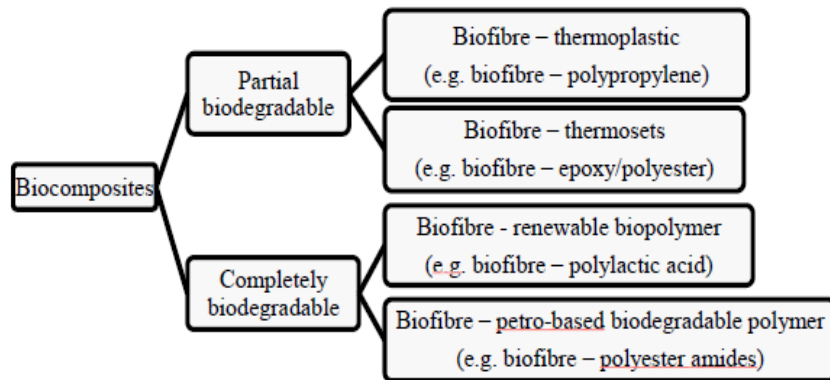 Biofibre – thermoplastic
(e.g. biofibre – polypropylene)
Partial
biodegradable
Biofibre – thermosets
(e.g. biofibre – epoxy/polyester)
Biocomposites
Biofibre - renewable biopolymer
(e.g. biofibre – polylactic acid)
Completely
biodegradable
Biofibre – petro-based biodegradable polymer
(e.g. biofibre – polyester amides)